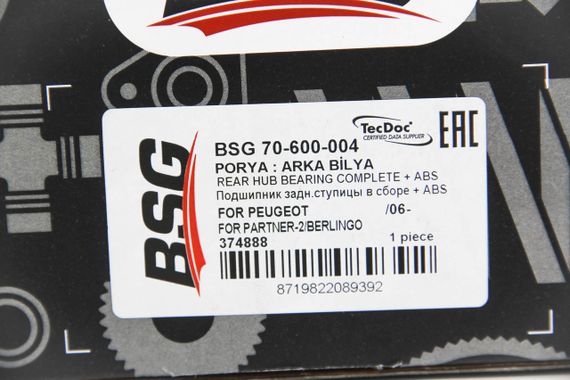 BSG
BSG 70-600-004
TecDoc
CERTIFIED DATA SUPPLIER
EAC
PORYA : ARKA BİLYA
REAR HUB BEARING COMPLETE + ABS
Подшипник задн.ступицы в сборе + ABS
FOR PEUGEOT /06-
FOR PARTNER-2/BERLINGO
374888 1 piece
8719822089392